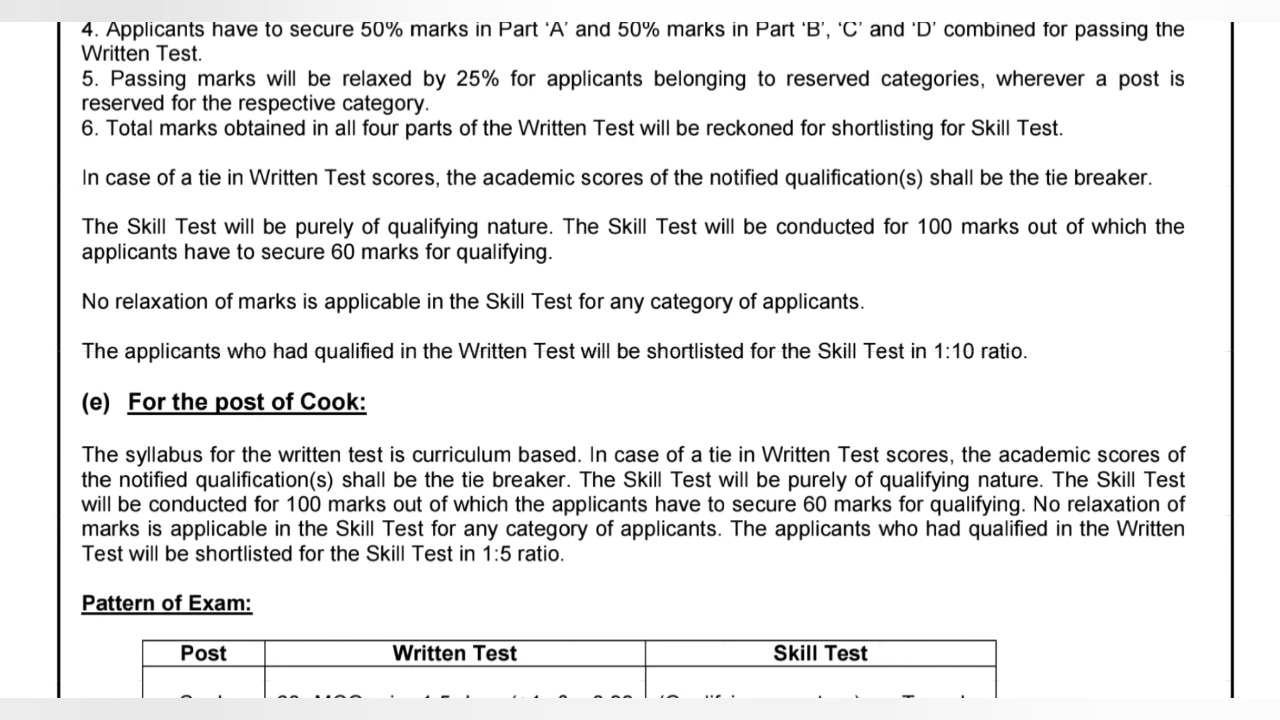 4. Applicants have to secure 50% marks in Part 'A' and 50% marks in Part 'B', 'C' and 'D' combined for passing the
Written Test.
5. Passing marks will be relaxed by 25% for applicants belonging to reserved categories, wherever a post is
reserved for the respective category.
6. Total marks obtained in all four parts of the Written Test will be reckoned for shortlisting for Skill Test.
In case of a tie in Written Test scores, the academic scores of the notified qualification(s) shall be the tie breaker.
The Skill Test will be purely of qualifying nature. The Skill Test will be conducted for 100 marks out of which the
applicants have to secure 60 marks for qualifying.
No relaxation of marks is applicable in the Skill Test for any category of applicants.
The applicants who had qualified in the Written Test will be shortlisted for the Skill Test in 1:10 ratio.
(e) For the post of Cook:
The syllabus for the written test is curriculum based. In case of a tie in Written Test scores, the academic scores of
the notified qualification(s) shall be the tie breaker. The Skill Test will be purely of qualifying nature. The Skill Test
will be conducted for 100 marks out of which the applicants have to secure 60 marks for qualifying. No relaxation of
marks is applicable in the Skill Test for any category of applicants. The applicants who had qualified in the Written
Test will be shortlisted for the Skill Test in 1:5 ratio.
Pattern of Exam:
Post Written Test Skill Test